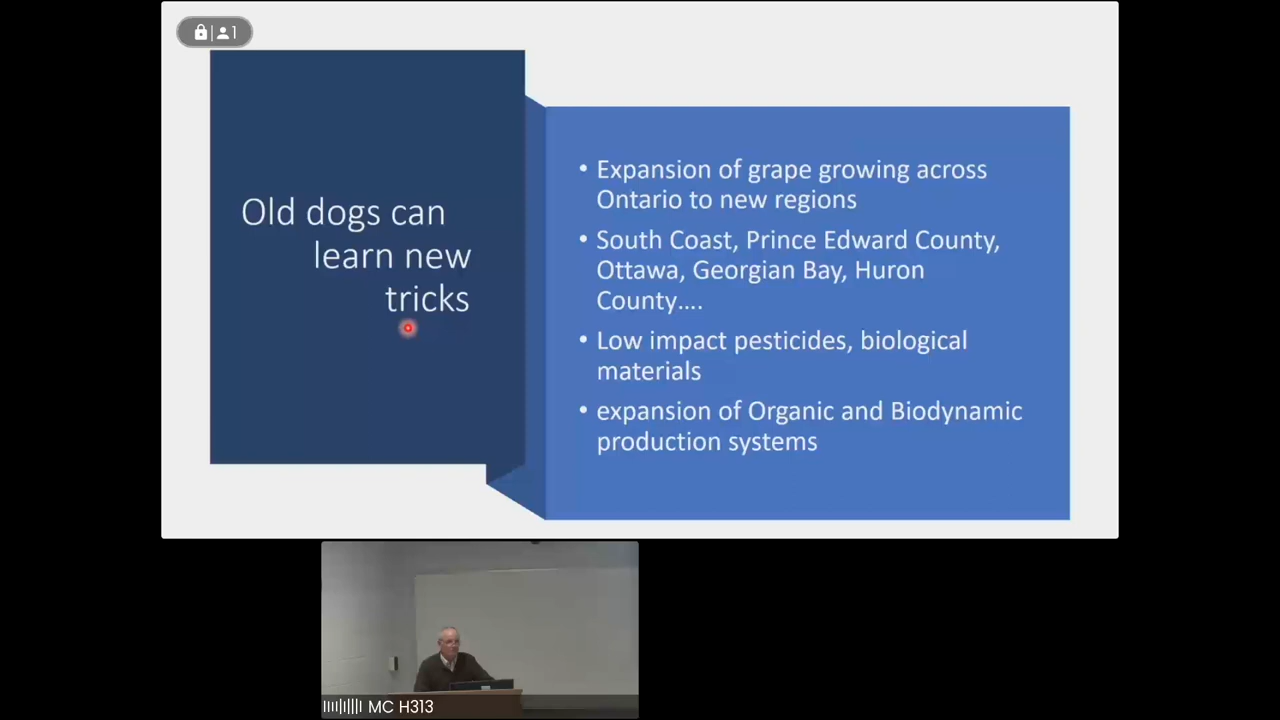 1
Old dogs can
learn new
tricks
• Expansion of grape growing across
Ontario to new regions
• South Coast, Prince Edward County,
Ottawa, Georgian Bay, Huron
County....
• Low impact pesticides, biological
materials
• expansion of Organic and Biodynamic
production systems
MC H313